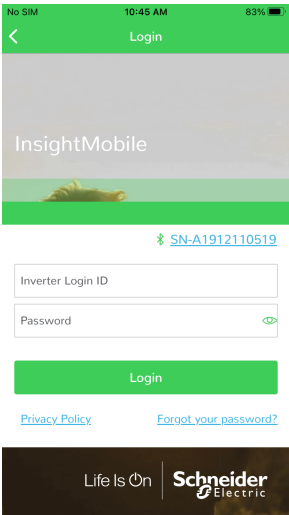 No SIM 10:45 AM 83%
Login
InsightMobile
SN-A1912110519
Inverter Login ID
Password
Login
Privacy Policy Forgot your password?
Life Is On Schneider
Electric